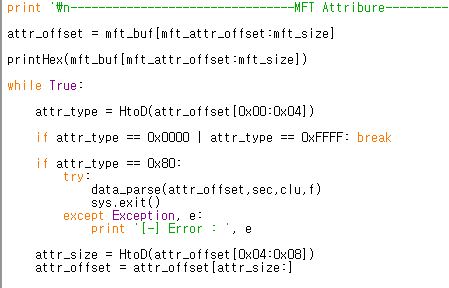 print '₩n--------------------------------MFT Attribure---------
attr_offset = mft_buf[mft_attr_offset:mft_size]
printHex(mft_buf[mft_attr_offset:mft_size])
while True:
    attr_type = HtoD(attr_offset[0x00:0x04])
    if attr_type == 0x0000 | attr_type == 0xFFFF: break
    if attr_type == 0x80:
        try:
            data_parse(attr_offset,sec,clu,f)
            sys.exit()
        except Exception, e:
            print '[-] Error : ', e
    attr_size = HtoD(attr_offset[0x04:0x08])
    attr_offset = attr_offset[attr_size:]